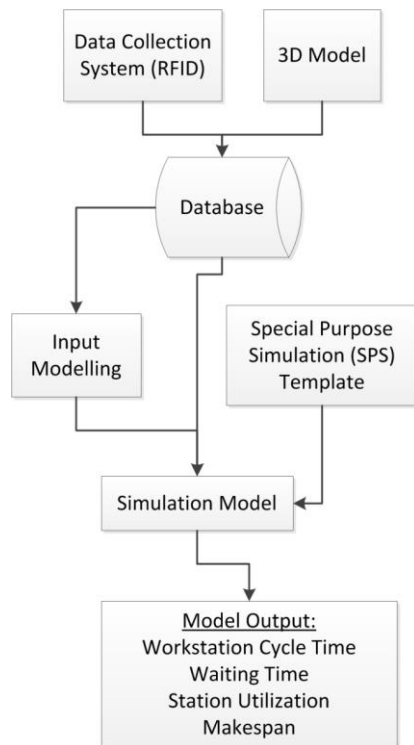 Data Collection
System (RFID)
3D Model
Database
Input
Modelling
Special Purpose
Simulation (SPS)
Template
Simulation Model
Model Output:
Workstation Cycle Time
Waiting Time
Station Utilization
Makespan